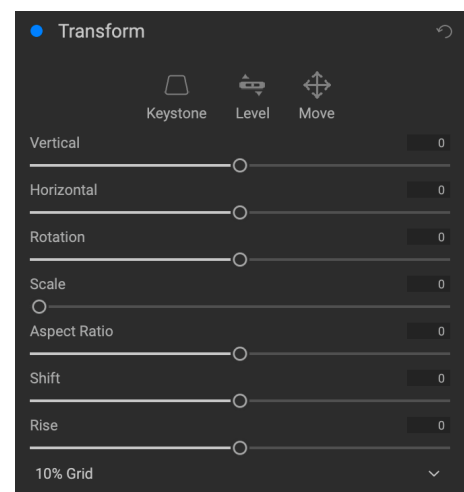 Transform
Keystone Level Move
Vertical 0
Horizontal 0
Rotation 0
Scale 0
Aspect Ratio 0
Shift 0
Rise 0
10% Grid